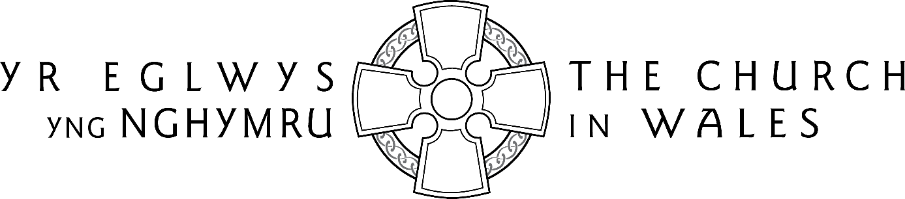 YR EGLWYS
YNG NGHYMRU
THE CHURCH
IN WALES